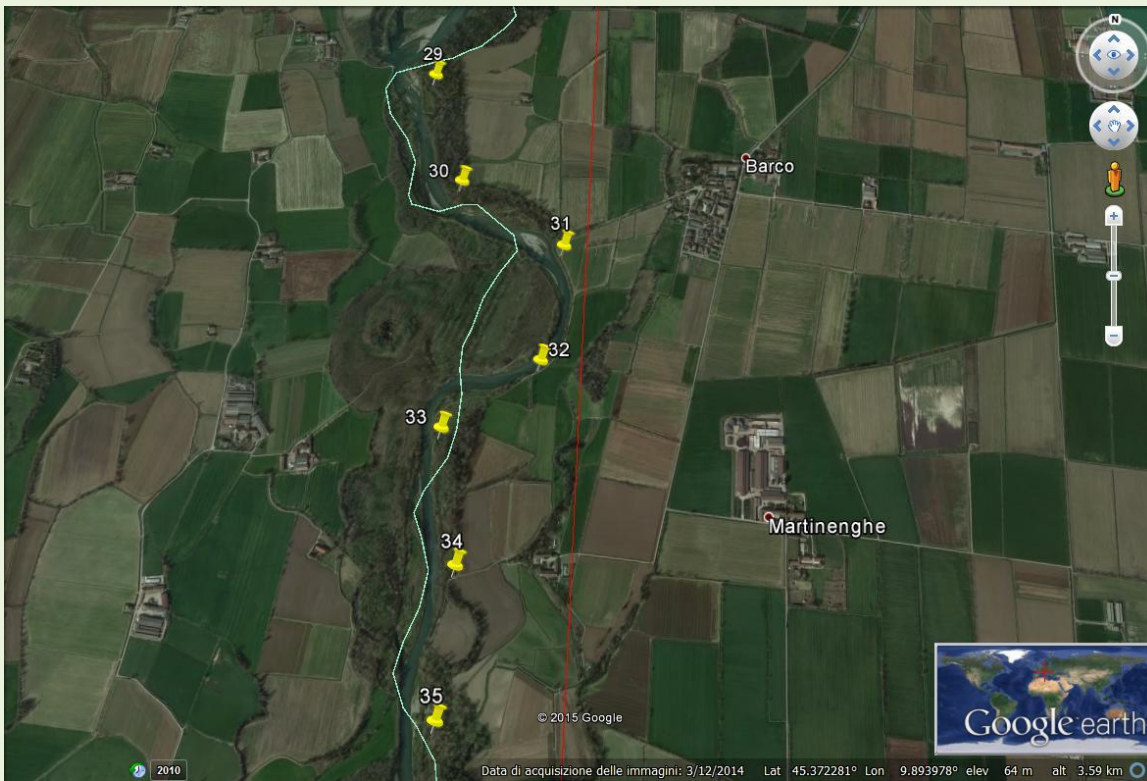 29
N
30
Barco
31
32
33
34
Martinenghe
35
© 2015 Google
Google earth
2010
Data di acquisizione delle immagini: 3/12/2014 Lat 45.372281° Lon 9.893978° elev 64 m alt 3.59 km